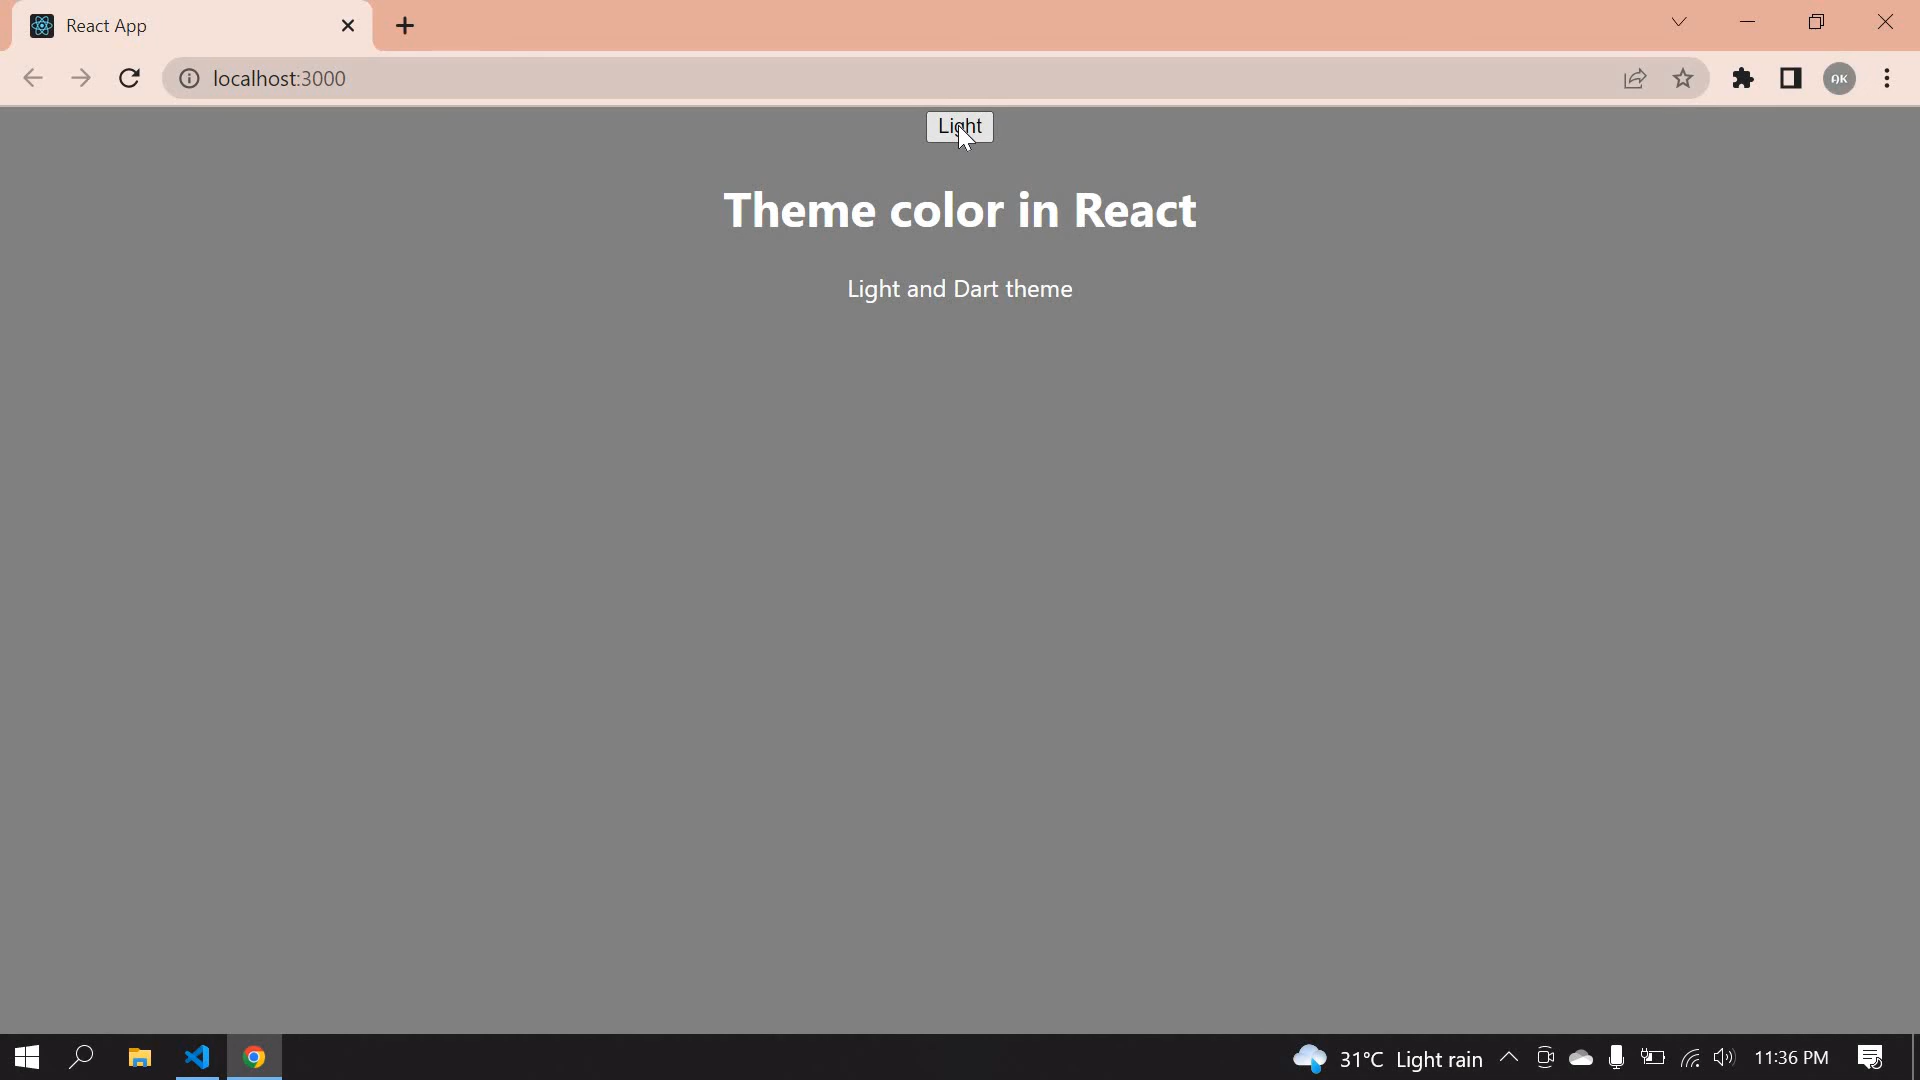 React App
localhost:3000
AK
Light
Theme color in React
Light and Dart theme
31°C Light rain
11:36 PM